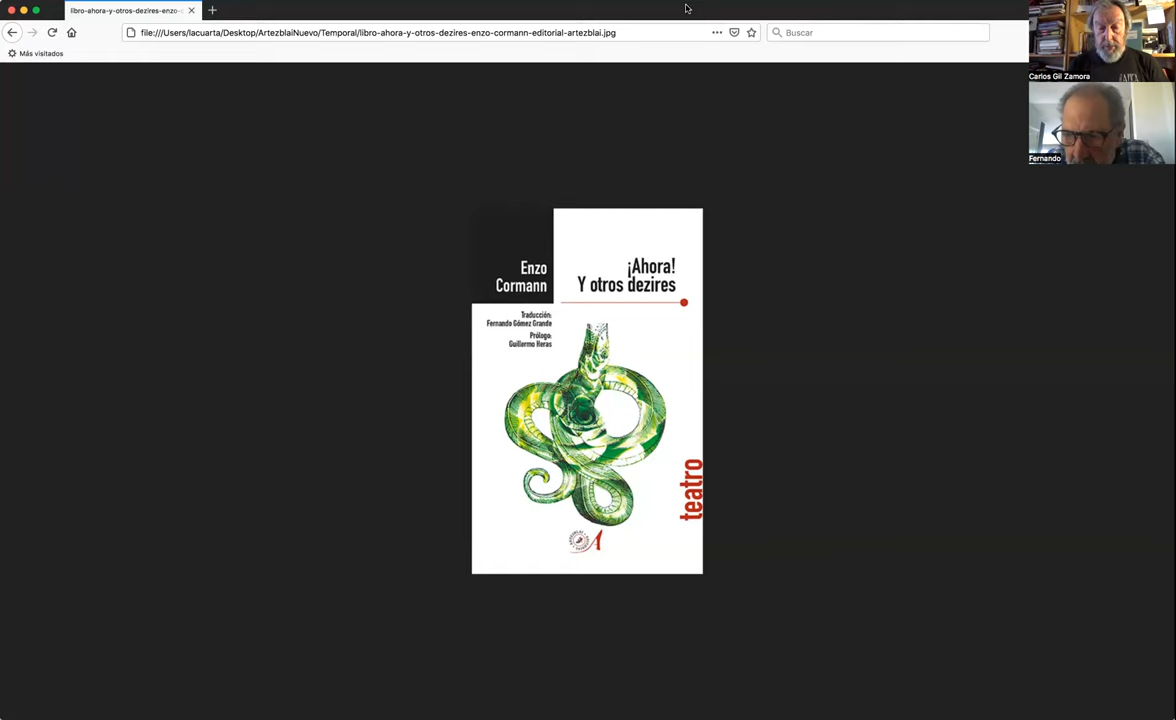 libro-ahora-y-otros-dezires-enzo-
file:///Users/lacuarta/Desktop/ArtezblaiNuevo/Temporal/libro-ahora-y-otros-dezires-enzo-cormann-editorial-artezblai.jpg
Buscar
Más visitados
Carlos Gil Zamora
Fernando
Enzo
Cormann
¡Ahora!
Y otros dezires
Traducción:
Fernando Gómez Grande
Prólogo:
Guillermo Heras
teatro
A